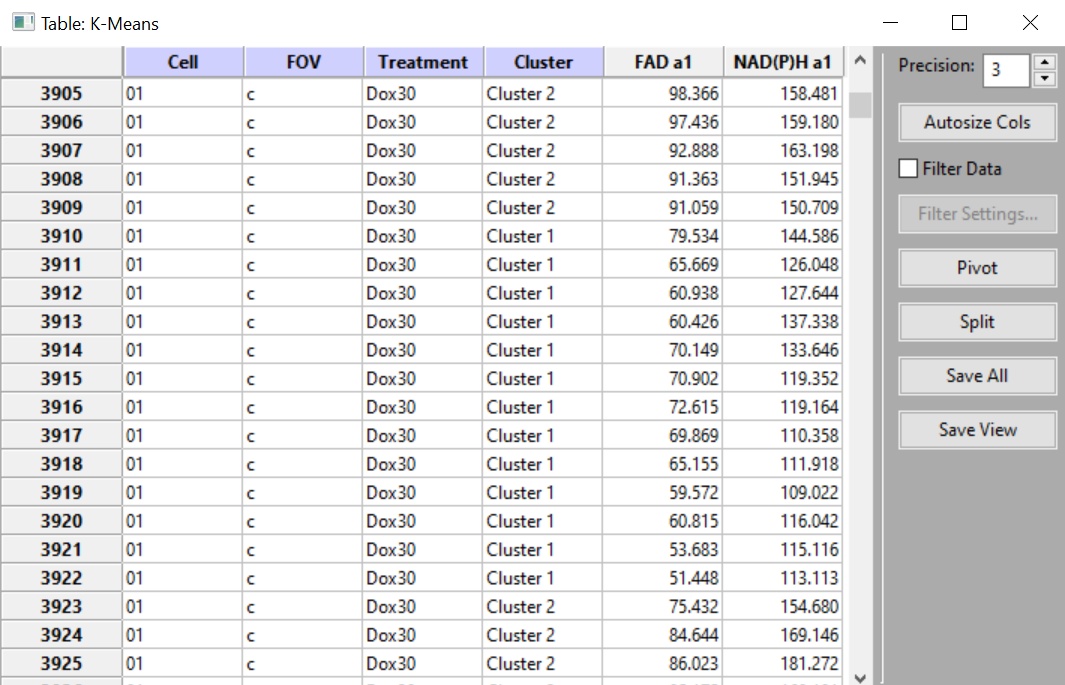 Table: K-Means
Cell FOV Treatment Cluster FAD a1 NAD(P)H a1
3905 01 c Dox30 Cluster 2 98.366 158.481
3906 01 c Dox30 Cluster 2 97.436 159.180
3907 01 c Dox30 Cluster 2 92.888 163.198
3908 01 c Dox30 Cluster 2 91.363 151.945
3909 01 c Dox30 Cluster 2 91.059 150.709
3910 01 c Dox30 Cluster 1 79.534 144.586
3911 01 c Dox30 Cluster 1 65.669 126.048
3912 01 c Dox30 Cluster 1 60.938 127.644
3913 01 c Dox30 Cluster 1 60.426 137.338
3914 01 c Dox30 Cluster 1 70.149 133.646
3915 01 c Dox30 Cluster 1 70.902 119.352
3916 01 c Dox30 Cluster 1 72.615 119.164
3917 01 c Dox30 Cluster 1 69.869 110.358
3918 01 c Dox30 Cluster 1 65.155 111.918
3919 01 c Dox30 Cluster 1 59.572 109.022
3920 01 c Dox30 Cluster 1 60.815 116.042
3921 01 c Dox30 Cluster 1 53.683 115.116
3922 01 c Dox30 Cluster 1 51.448 113.113
3923 01 c Dox30 Cluster 2 75.432 154.680
3924 01 c Dox30 Cluster 2 84.644 169.146
3925 01 c Dox30 Cluster 2 86.023 181.272
Precision: 3
Autosize Cols
Filter Data
Filter Settings...
Pivot
Split
Save All
Save View